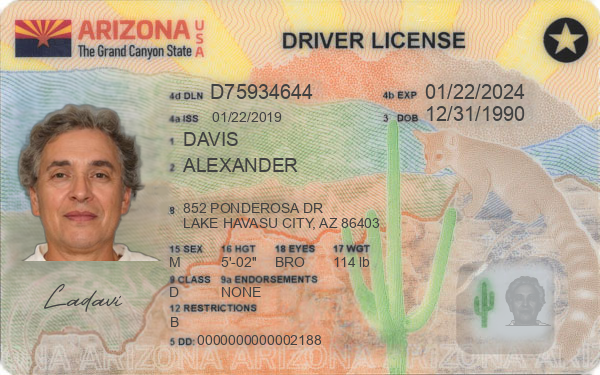 ARIZONA USA
The Grand Canyon State
DRIVER LICENSE
4d DLN D75934644
4b EXP 01/22/2024
4a ISS 01/22/2019
3 DOB 12/31/1990
1 DAVIS
2 ALEXANDER
8 852 PONDEROSA DR
LAKE HAVASU CITY, AZ 86403
15 SEX 16 HGT 18 EYES 17 WGT
M 5'-02" BRO 114 lb
9 CLASS 9a ENDORSEMENTS
D NONE
12 RESTRICTIONS
B
Ladavi
5 DD: 0000000000002188
ARIZONA ARIZONA ARIZONA ARIZONA